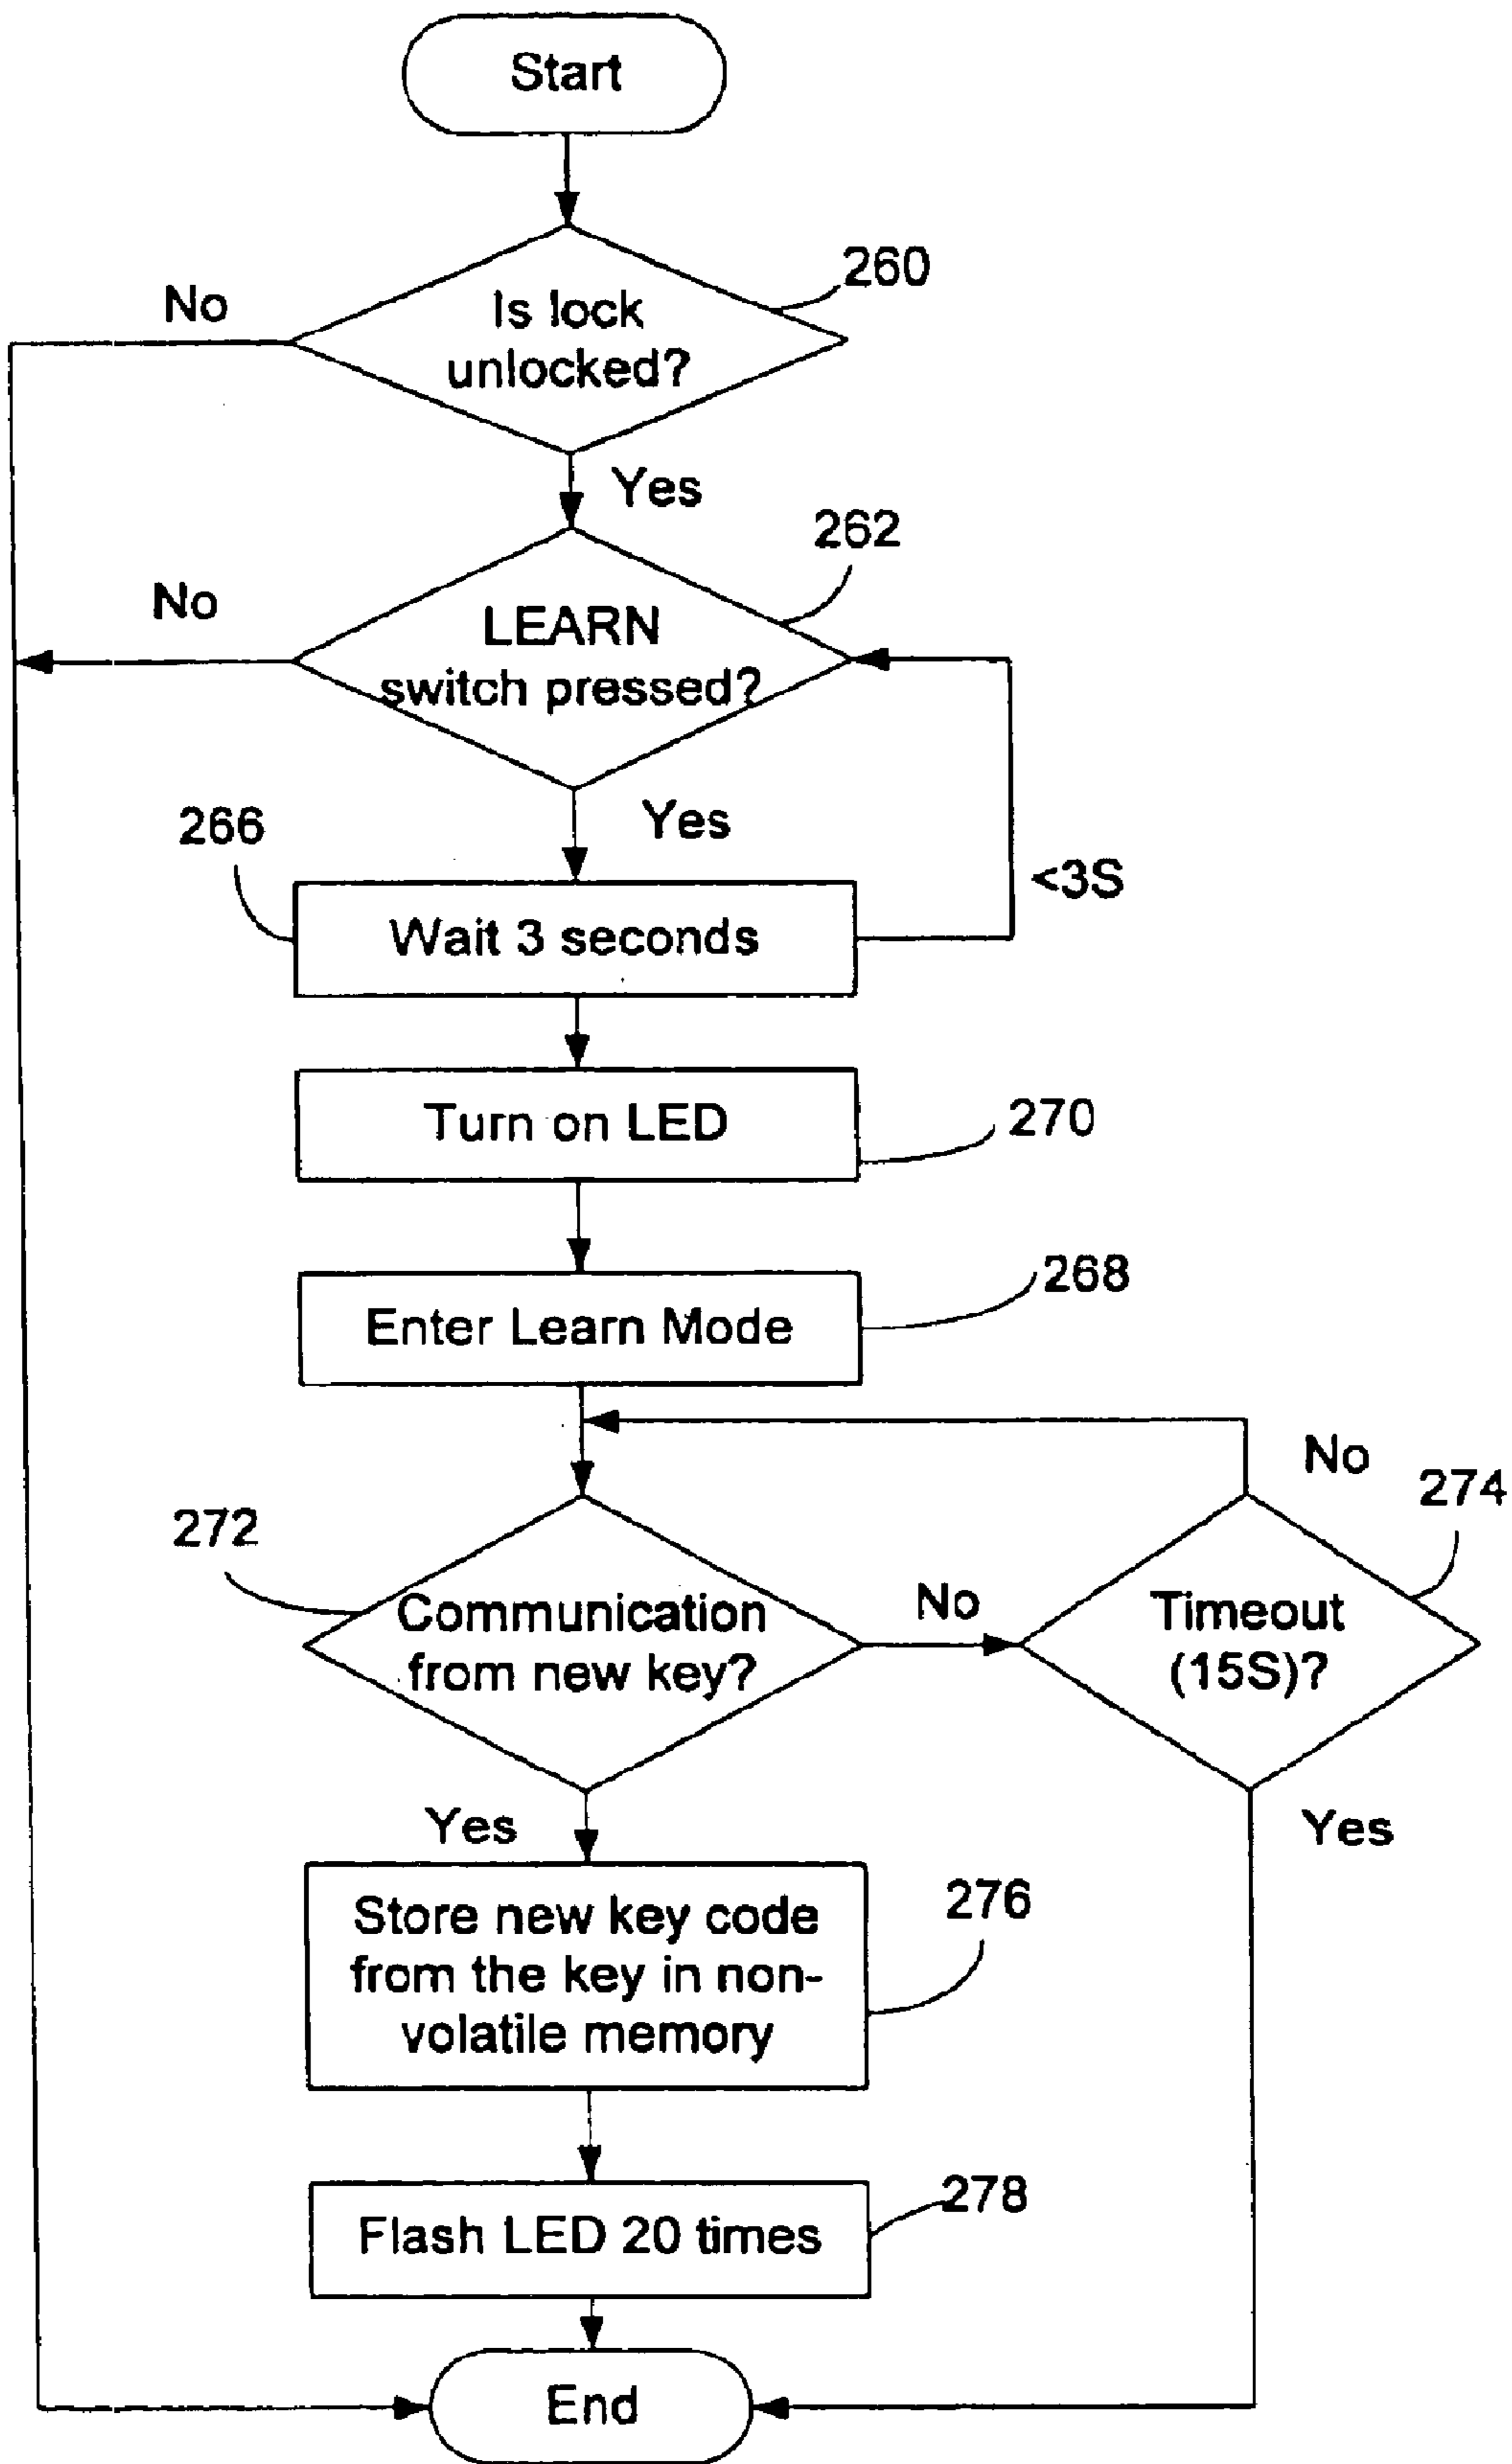 Start
260
No
Is lock
unlocked?
Yes
262
No
LEARN
switch pressed?
Yes
266
<3S
Wait 3 seconds
Turn on LED
270
268
Enter Learn Mode
No
274
272
Communication
from new key?
No
Timeout
(15S)?
Yes
Yes
Store new key code
from the key in non-
volatile memory
276
278
Flash LED 20 times
End